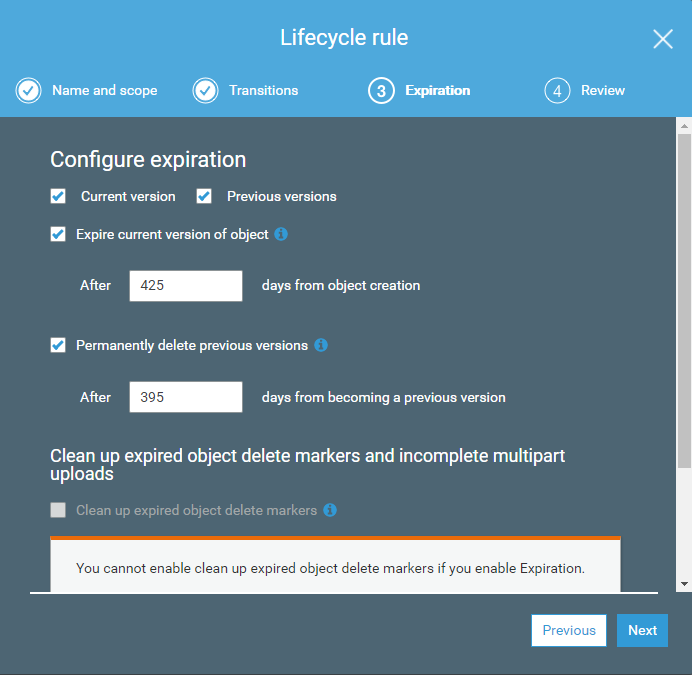 Lifecycle rule
Name and scope
Transitions
3 Expiration
4 Review
Configure expiration
Current version
Previous versions
Expire current version of object
After 425 days from object creation
Permanently delete previous versions
After 395 days from becoming a previous version
Clean up expired object delete markers and incomplete multipart
uploads
Clean up expired object delete markers
You cannot enable clean up expired object delete markers if you enable Expiration.
Previous
Next